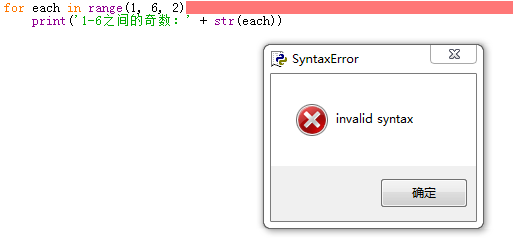 for each in range(1, 6, 2)
    print('1-6之间的奇数：' + str(each))
SyntaxError
invalid syntax
确定